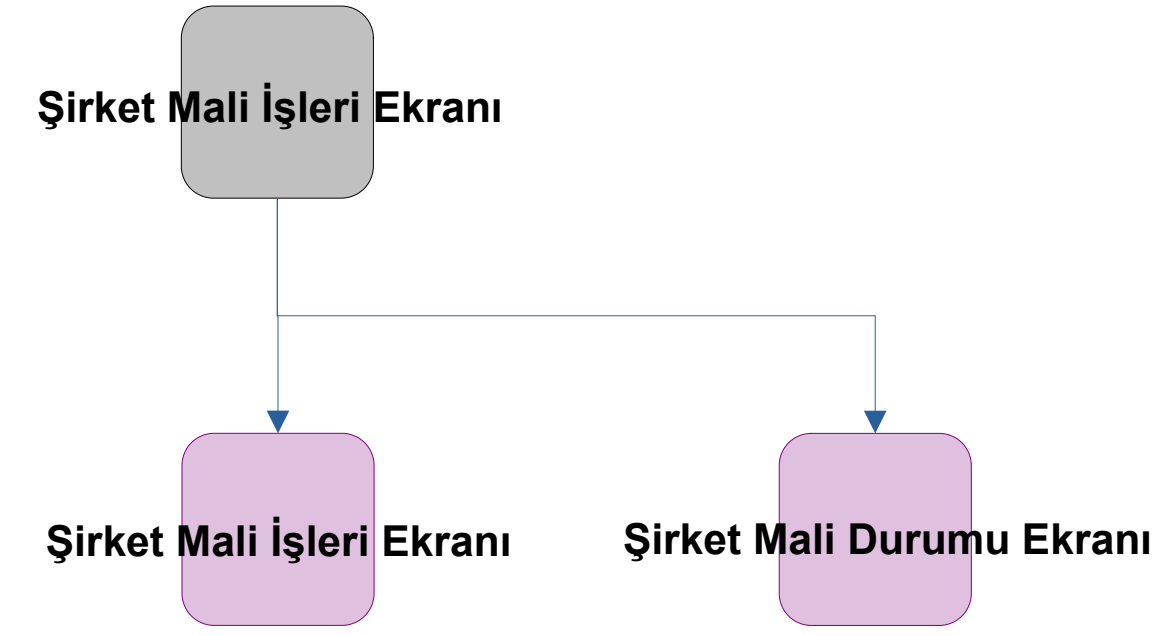 Şirket Mali İşleri Ekranı
Şirket Mali İşleri Ekranı
Şirket Mali Durumu Ekranı